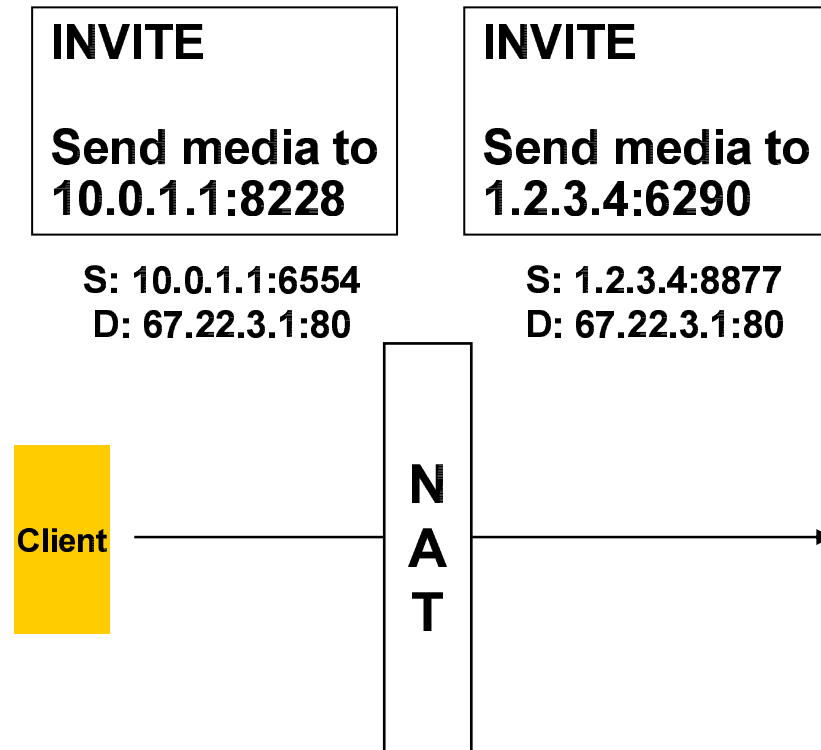 INVITE
Send media to
10.0.1.1:8228
INVITE
Send media to
1.2.3.4:6290
S: 10.0.1.1:6554
D: 67.22.3.1:80
S: 1.2.3.4:8877
D: 67.22.3.1:80
Client
N
A
T